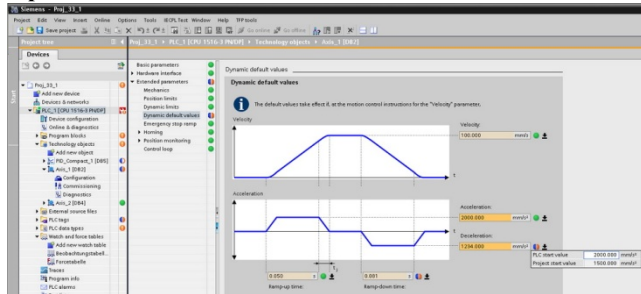 Siemens - Proj_33_1
Project Edit View Insert Online Options Tools IECPL Test Window Help TFP tools
Save project
Go online Go offline
Project tree
Proj_33_1 ▸ PLC_1 [CPU 1516-3 PN/DP] ▸ Technology objects ▸ Axis_1 [DB2]
Devices
Start
Proj_33_1
Add new device
Devices & networks
PLC_1 [CPU 1516-3 PN/DP]
Device configuration
Online & diagnostics
Program blocks
Technology objects
Add new object
PID_Compact_1 [DB5]
Axis_1 [DB2]
Configuration
Commissioning
Diagnostics
Axis_2 [DB4]
External source files
PLC tags
PLC data types
Watch and force tables
Add new watch table
Beobachtungstabell...
Forcetabelle
Traces
Program info
PLC alarms
Basic parameters
Hardware interface
Extended parameters
Mechanics
Position limits
Dynamic limits
Dynamic default values
Emergency stop ramp
Homing
Position monitoring
Control loop
Dynamic default values
Dynamic default values
The default values take effect if, at the motion control instructions for the "Velocity" parameter.
Velocity
Velocity:
100.000 mm/s
t
Acceleration
Acceleration:
2000.000 mm/s²
Deceleration:
1234.000 mm/s²
t
PLC start value 2000.000 mm/s²
Project start value 1500.000 mm/s²
0.050 s
0.001 s
Ramp-up time:
Ramp-down time: